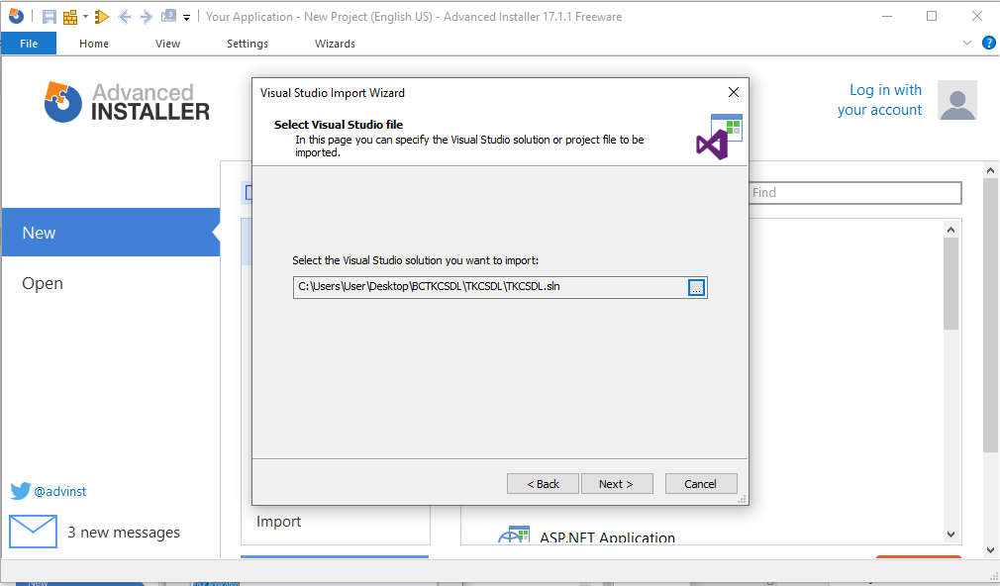 Your Application - New Project (English US) - Advanced Installer 17.1.1 Freeware
File Home View Settings Wizards
?
Advanced
INSTALLER
Log in with
your account
Visual Studio Import Wizard
Select Visual Studio file
In this page you can specify the Visual Studio solution or project file to be
imported.
Find
New
Open
Select the Visual Studio solution you want to import:
C:\Users\User\Desktop\BCTKCSDL\TKCSDL\TKCSDL.sln
...
< Back Next > Cancel
@advinst
3 new messages
Import
ASP.NET Application